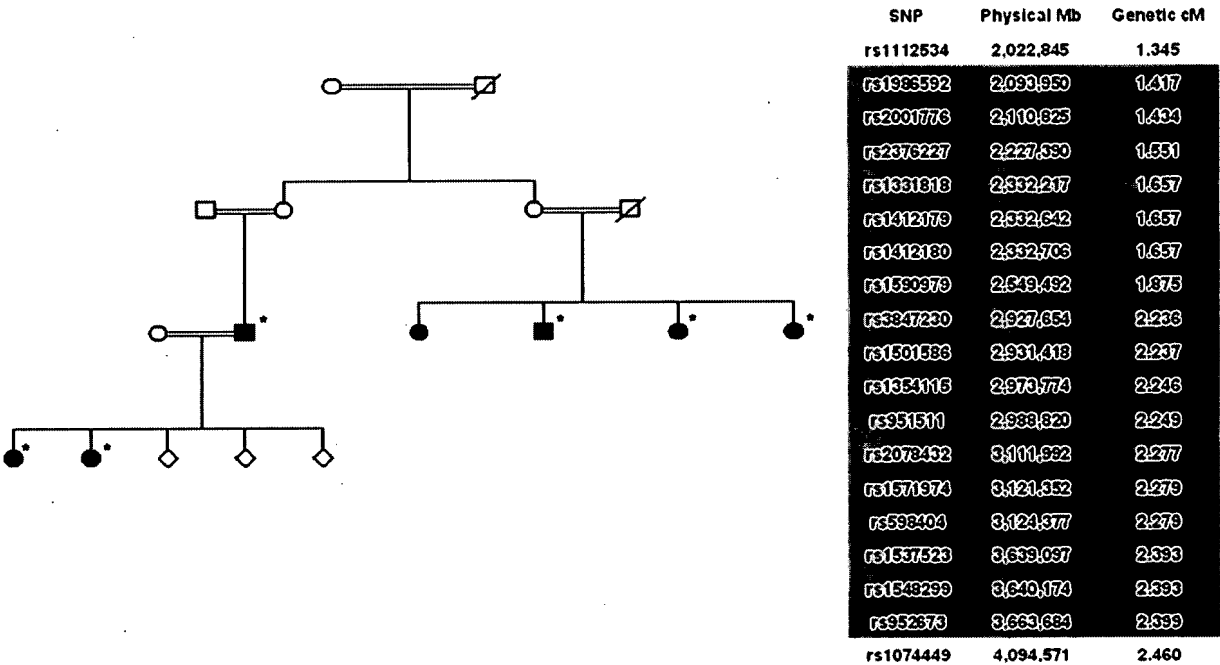 SNP Physical Mb Genetic cM
rs1112534 2,022,845 1.345
rs1986592 2,093,950 1.417
rs2001776 2,110,825 1.434
rs2376227 2,227,390 1.551
rs1331818 2,332,217 1.657
rs1412179 2,332,642 1.657
rs1412180 2,332,706 1.657
rs1590979 2,549,492 1.875
rs3847230 2,927,654 2.236
rs1501586 2,931,418 2.237
rs1354115 2,973,774 2.246
rs951511 2,988,820 2.249
rs2078432 3,111,992 2.277
rs1571974 3,121,352 2.279
rs598404 3,124,377 2.279
rs1537523 3,639,097 2.393
rs1548299 3,640,174 2.393
rs952673 3,663,684 2.399
rs1074449 4,094,571 2.460